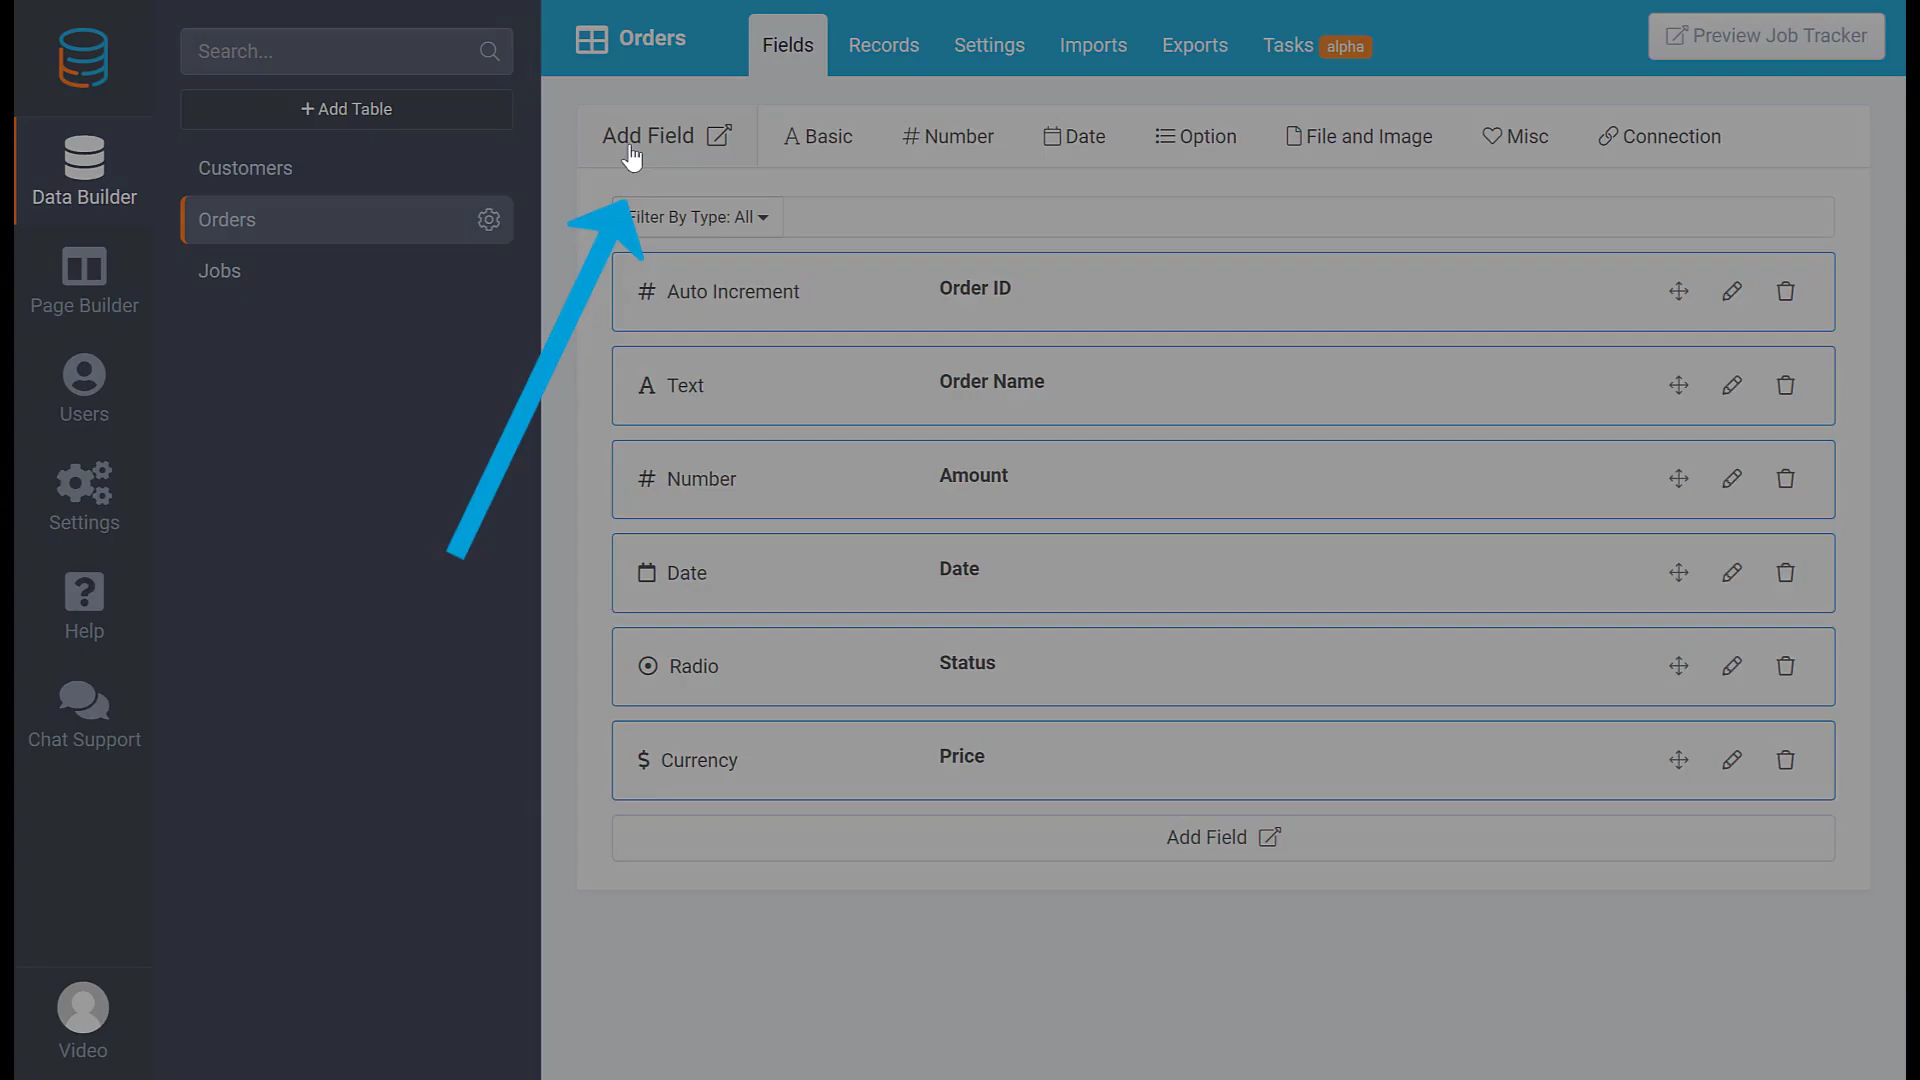 Search...
+ Add Table
Customers
Orders
Jobs
Data Builder
Page Builder
Users
Settings
Help
Chat Support
Video
Orders
Fields
Records
Settings
Imports
Exports
Tasks alpha
Preview Job Tracker
Add Field
Basic
Number
Date
Option
File and Image
Misc
Connection
Filter By Type: All
Auto Increment
Order ID
Text
Order Name
Number
Amount
Date
Date
Radio
Status
Currency
Price
Add Field